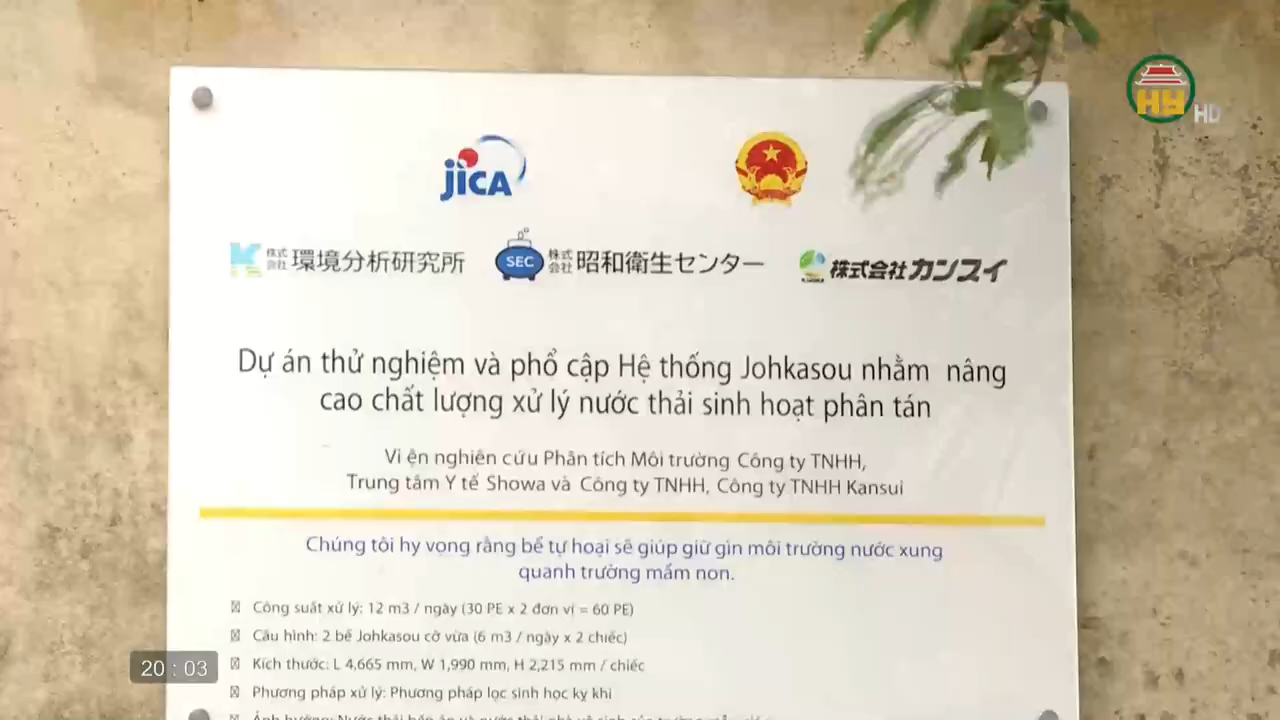 HY HD
JICA
株式会社 環境分析研究所
SEC 株式会社 昭和衛生センター
株式会社カンスイ
Dự án thử nghiệm và phổ cập Hệ thống Johkasou nhằm nâng
cao chất lượng xử lý nước thải sinh hoạt phân tán
Vi ện nghiên cứu Phân tích Môi trường Công ty TNHH,
Trung tâm Y tế Showa và Công ty TNHH, Công ty TNHH Kansui
Chúng tôi hy vọng rằng bể tự hoại sẽ giúp giữ gìn môi trường nước xung
quanh trường mầm non.
Công suất xử lý: 12 m3 / ngày (30 PE x 2 đơn vị = 60 PE)
Cấu hình: 2 bể Johkasou cỡ vừa (6 m3 / ngày x 2 chiếc)
Kích thước: L 4,665 mm, W 1,990 mm, H 2,215 mm / chiếc
20 : 03
Phương pháp xử lý: Phương pháp lọc sinh học kỵ khí